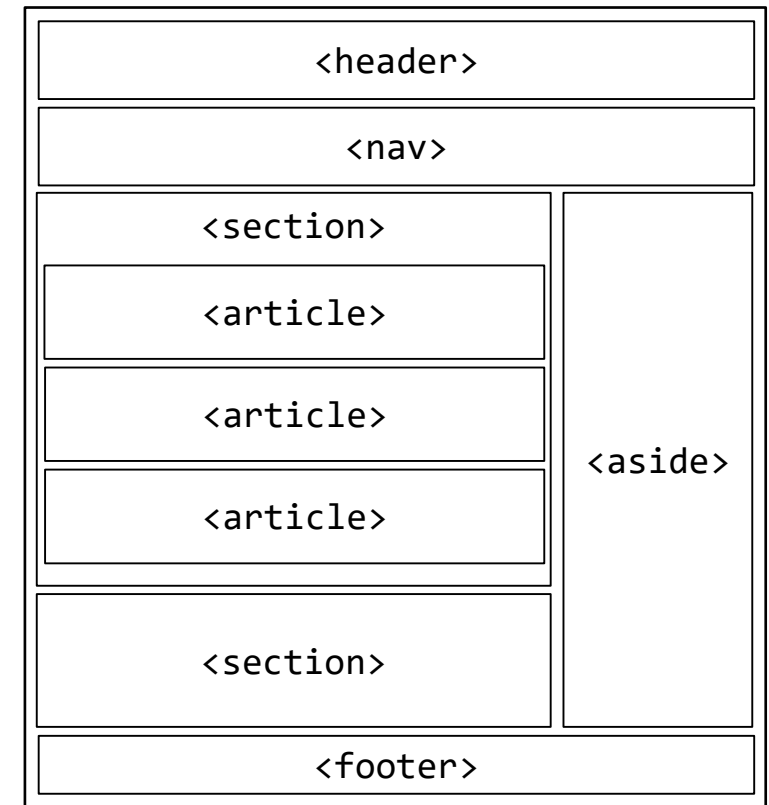 <header>
<nav>
<section>
<article>
<article>
<article>
<aside>
<section>
<footer>